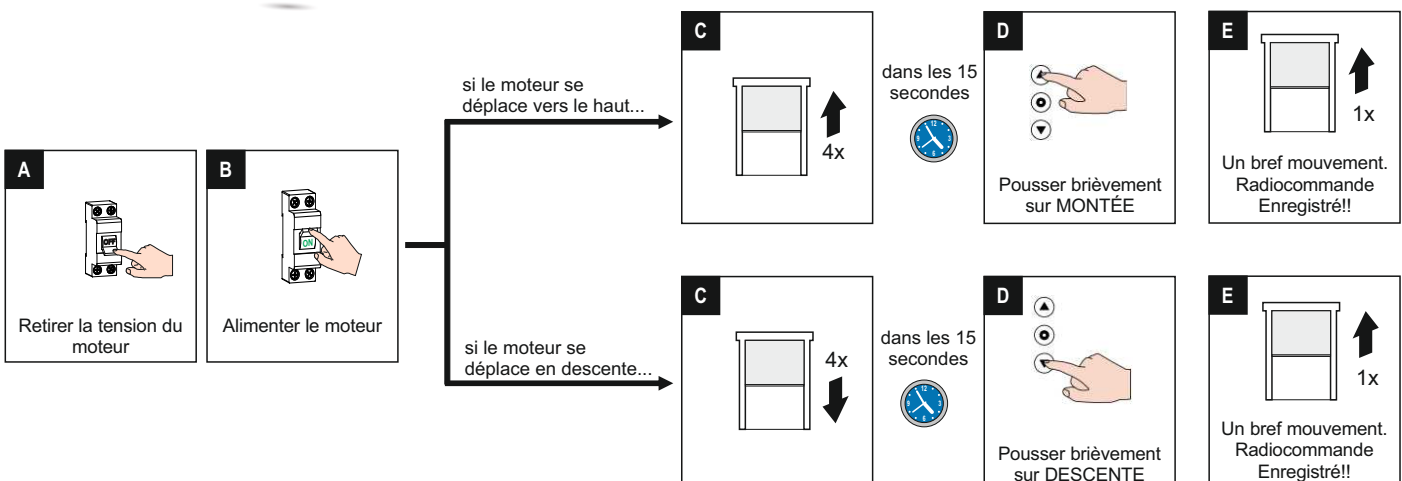 A
OFF
Retirer la tension du
moteur
B
ON
Alimenter le moteur
si le moteur se
déplace vers le haut...
C
4x
dans les 15
secondes
D
Pousser brièvement
sur MONTÉE
E
1x
Un bref mouvement.
Radiocommande
Enregistré!!
si le moteur se
déplace en descente...
C
4x
dans les 15
secondes
D
Pousser brièvement
sur DESCENTE
E
1x
Un bref mouvement.
Radiocommande
Enregistré!!